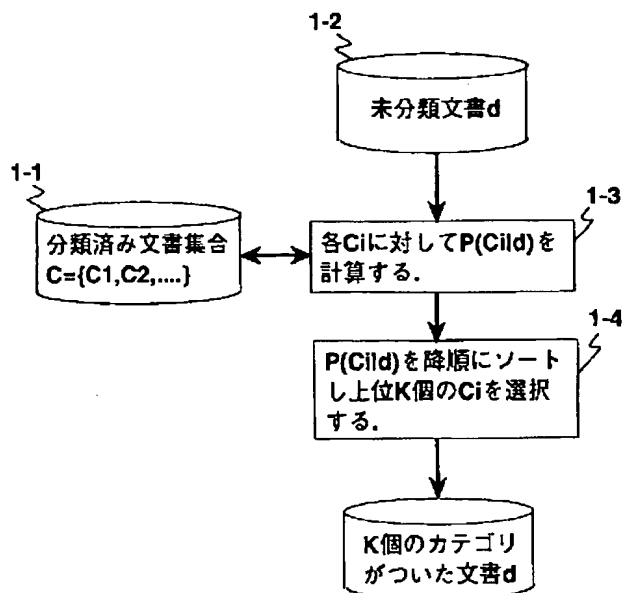 1-2
未分類文書d
1-1
分類済み文書集合
C={C1,C2,....}
1-3
各Ciに対してP(Ci|d)を
計算する.
1-4
P(Ci|d)を降順にソート
し上位K個のCiを選択
する.
K個のカテゴリ
がついた文書d